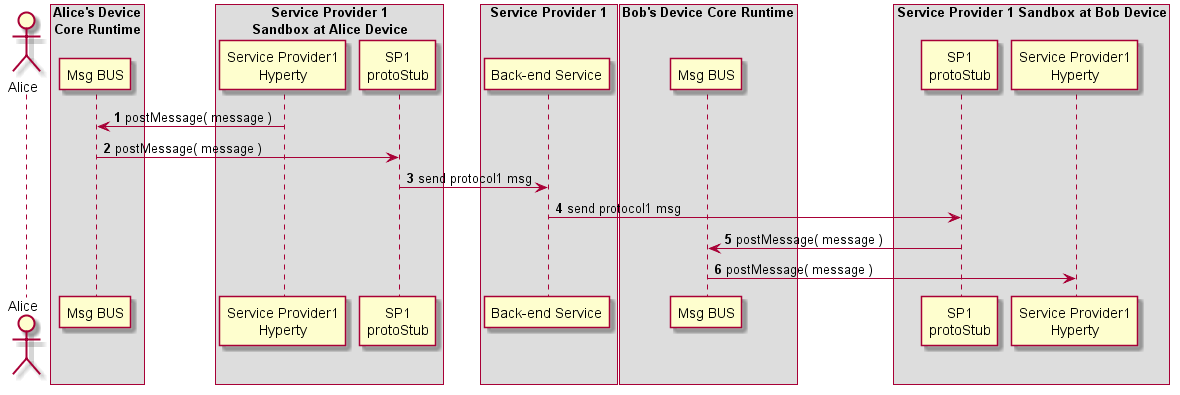 Alice's Device
Core Runtime
Service Provider 1
Sandbox at Alice Device
Service Provider 1
Bob's Device Core Runtime
Service Provider 1 Sandbox at Bob Device
Alice
Msg BUS
Service Provider1
Hyperty
SP1
protoStub
Back-end Service
Msg BUS
SP1
protoStub
Service Provider1
Hyperty
1 postMessage( message )
2 postMessage( message )
3 send protocol1 msg
4 send protocol1 msg
5 postMessage( message )
6 postMessage( message )
Alice
Msg BUS
Service Provider1
Hyperty
SP1
protoStub
Back-end Service
Msg BUS
SP1
protoStub
Service Provider1
Hyperty